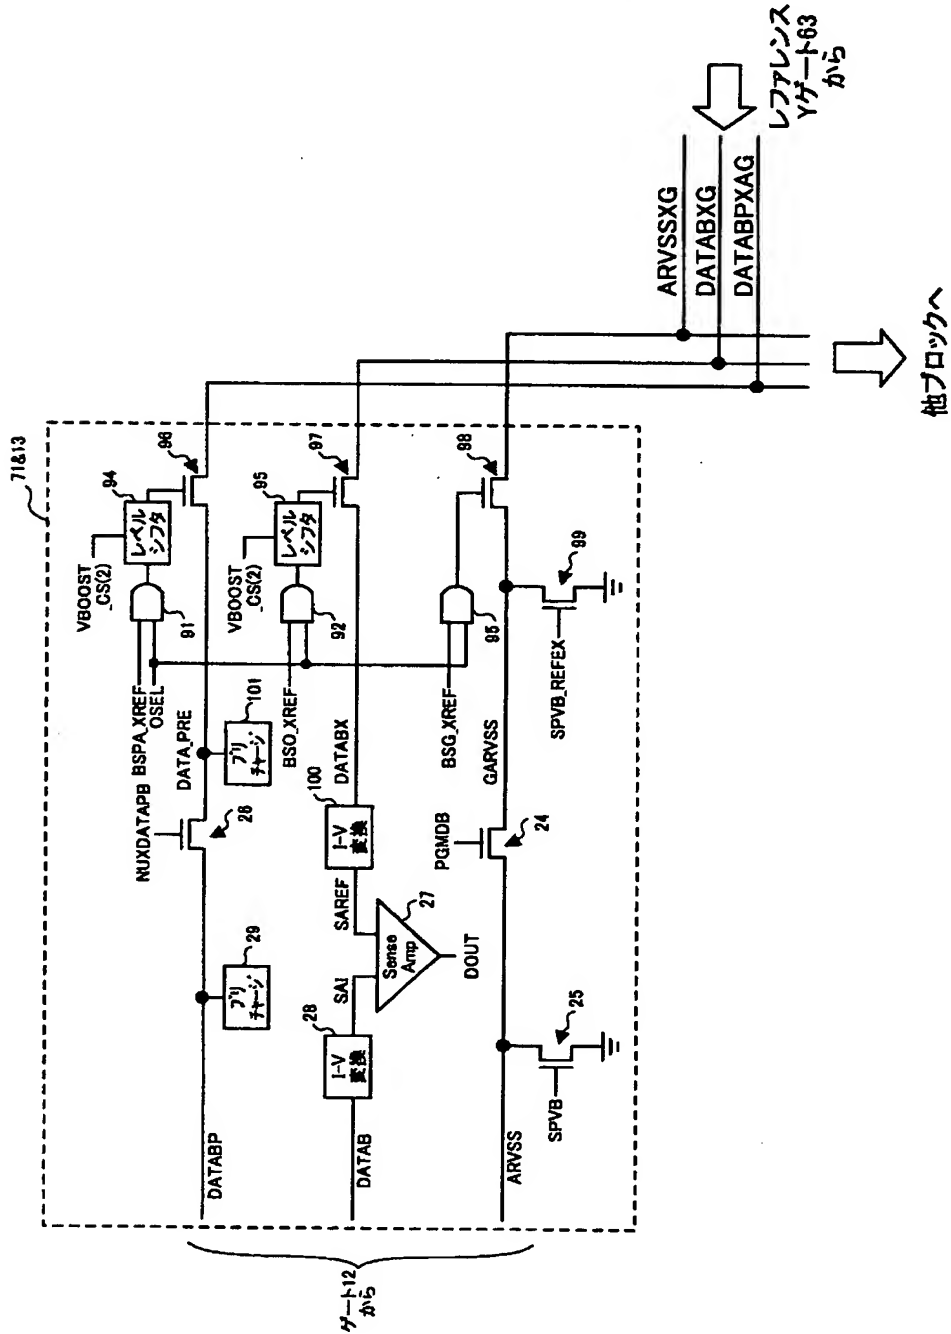 71&13
VBOOST
_CS(2)
94
レベル
シフタ
96
BSPA_XREF
OSEL
91
NUXDATAPB
DATA_PRE
101
プリ
チャージ
26
29
プリ
チャージ
DATABP
VBOOST
_CS(2)
95
レベル
シフタ
97
BSO_XREF
92
DATABX
100
I-V
変換
SAREF
27
Sense
Amp
SAI
28
I-V
変換
DATAB
DOUT
98
BSG_XREF
95
GARVSS
99
SPVB_REFEX
PGMDB
24
25
SPVB
ARVSS
ゲート12
から
ARVSSXG
DATABXG
DATABPXAG
レファレンス
Yゲート63
から
他ブロックへ